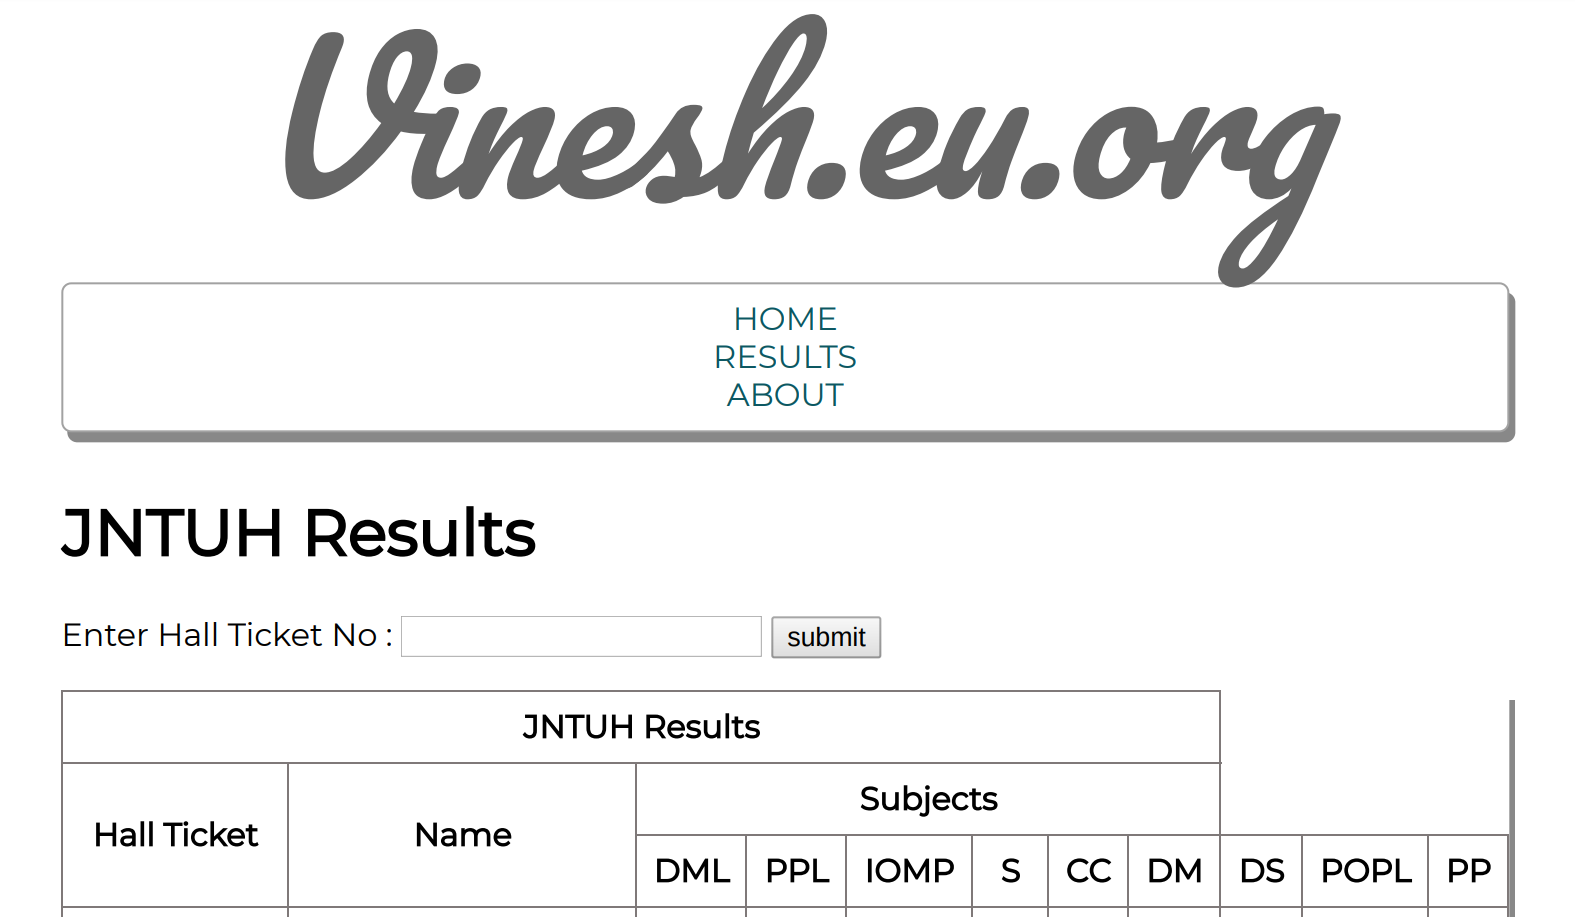 Vinesh.eu.org
HOME
RESULTS
ABOUT
JNTUH Results
Enter Hall Ticket No : submit
JNTUH Results
Hall Ticket Name Subjects
DML PPL IOMP S CC DM DS POPL PP